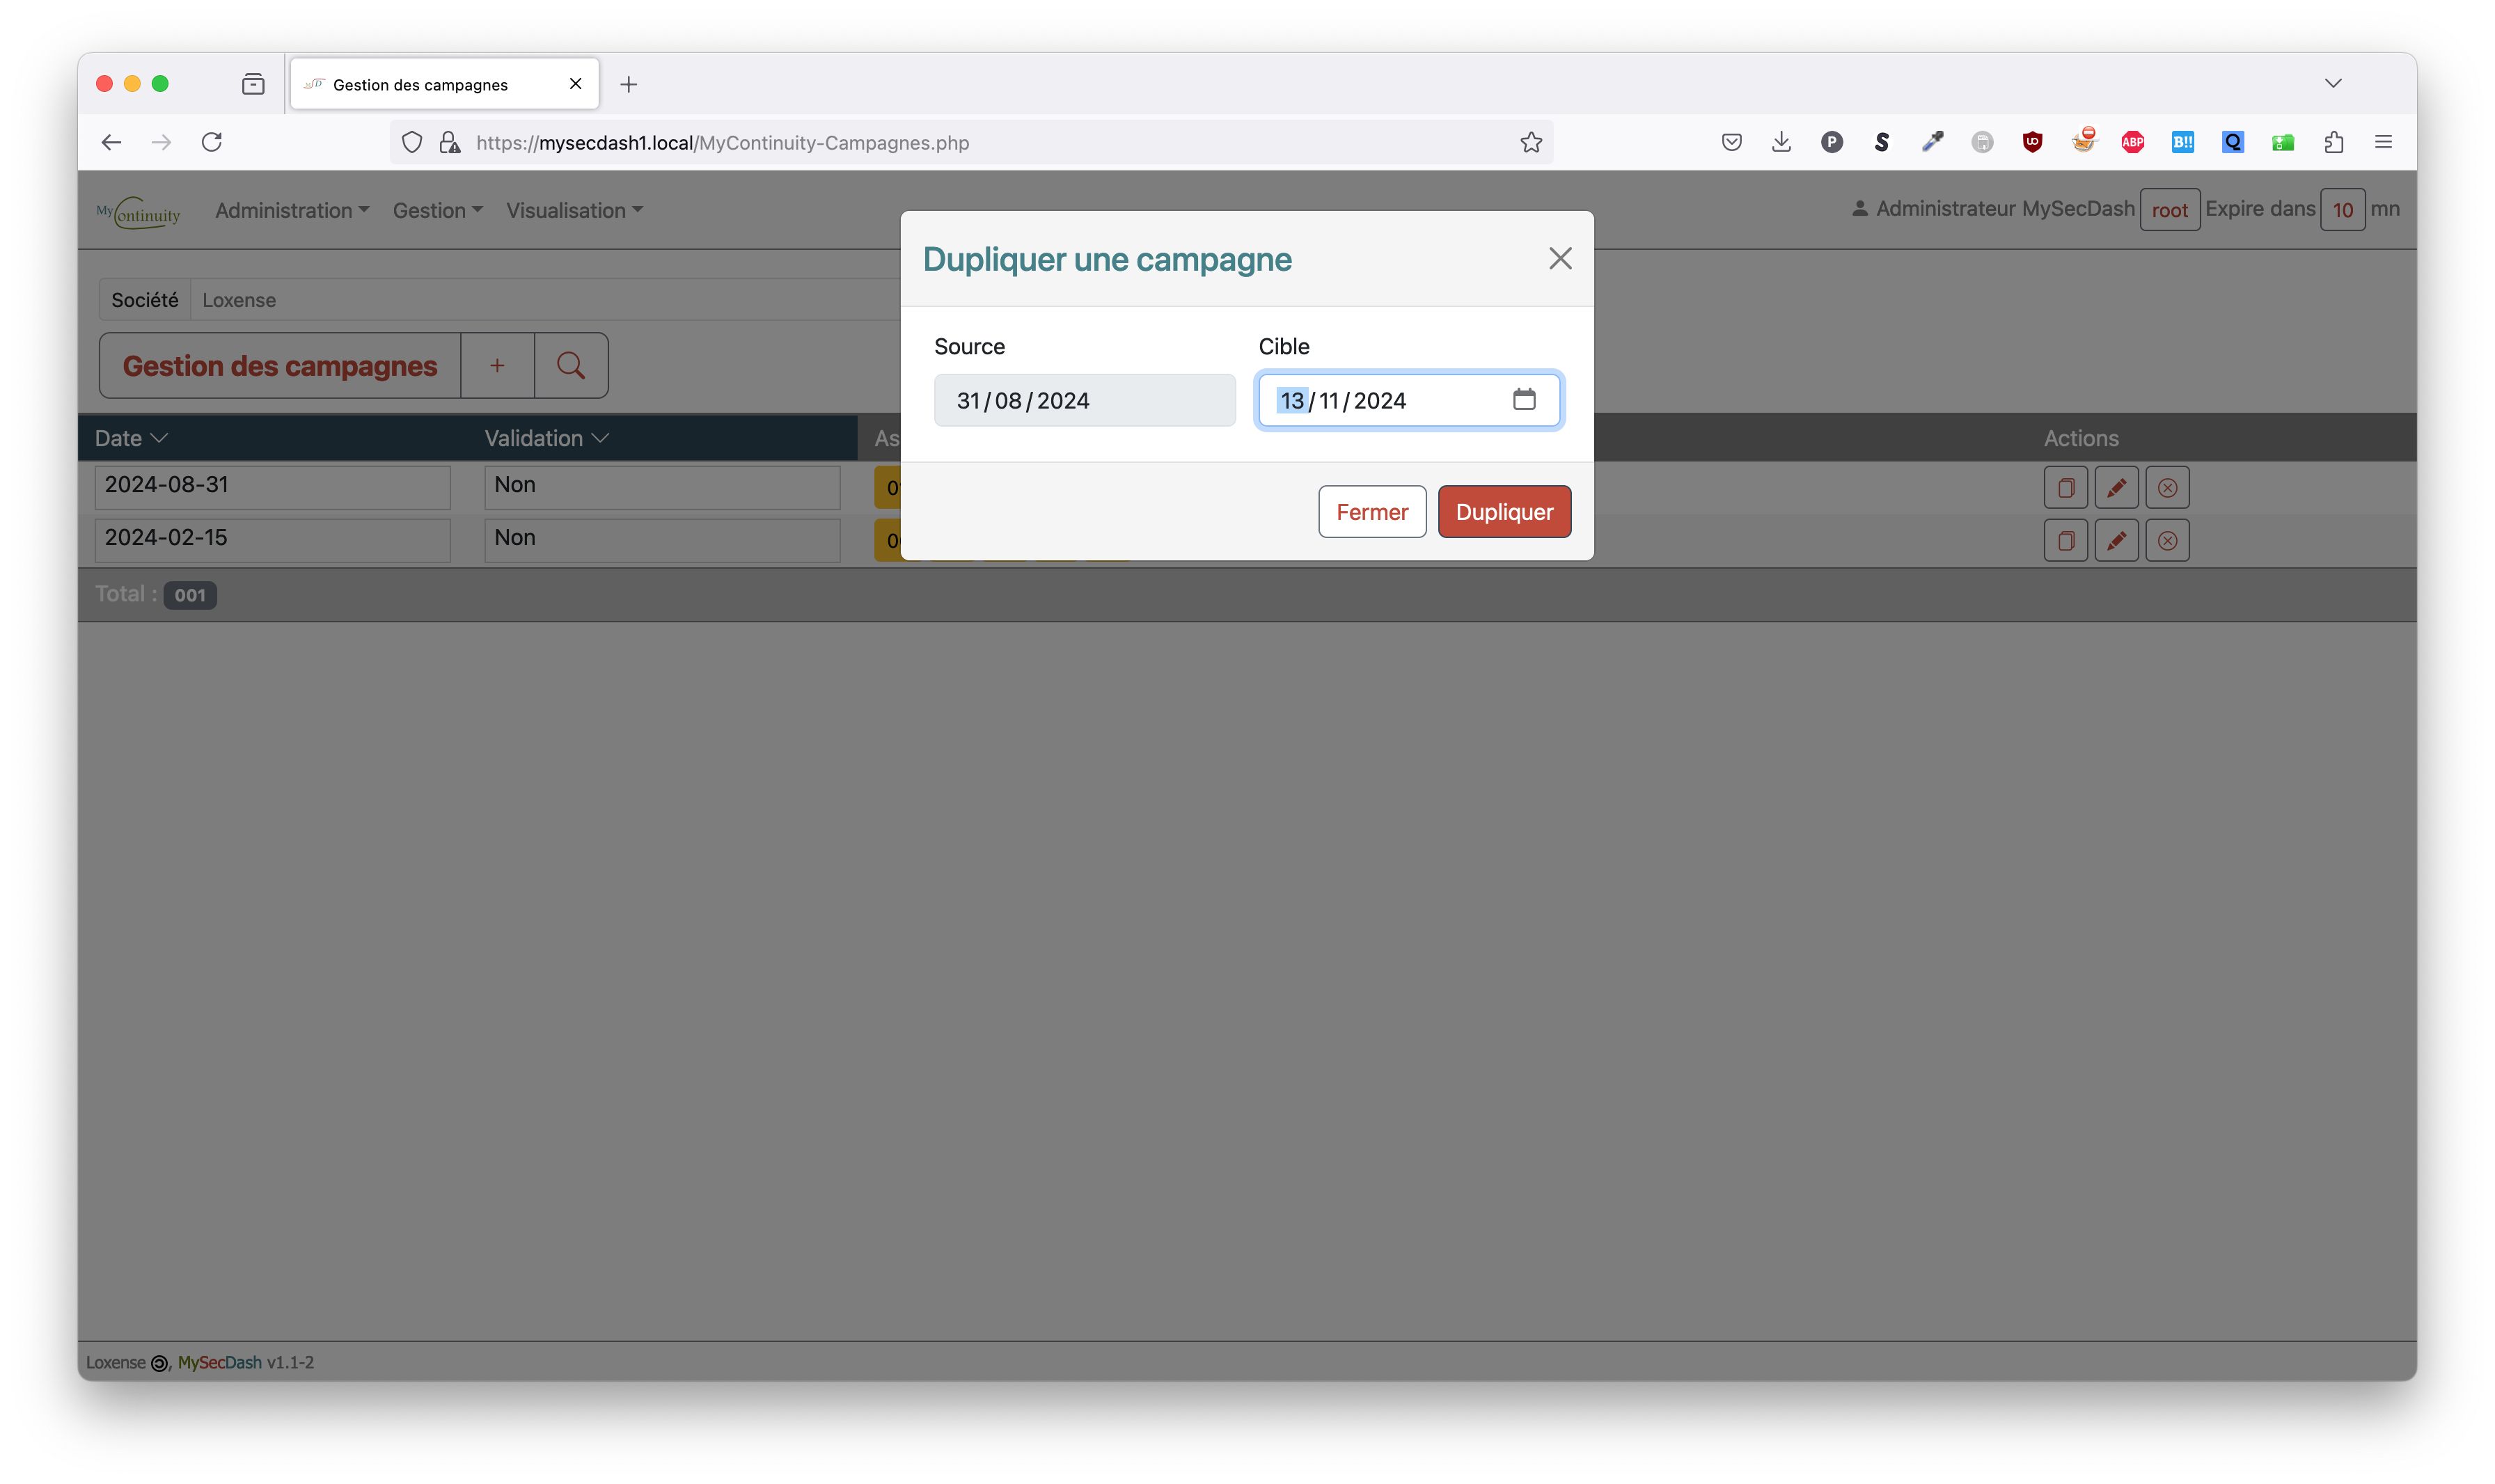 Gestion des campagnes
https://mysecdash1.local/MyContinuity-Campagnes.php
P S UO ABP B!! Q
MyContinuity Administration Gestion Visualisation Administrateur MySecDash root Expire dans 10 mn
Dupliquer une campagne
Société Loxense
Gestion des campagnes +
Source Cible
31/08/2024 13/11/2024
Date Validation As Actions
2024-08-31 Non
Fermer Dupliquer
2024-02-15 Non
Total : 001
Loxense, MySecDash v1.1-2